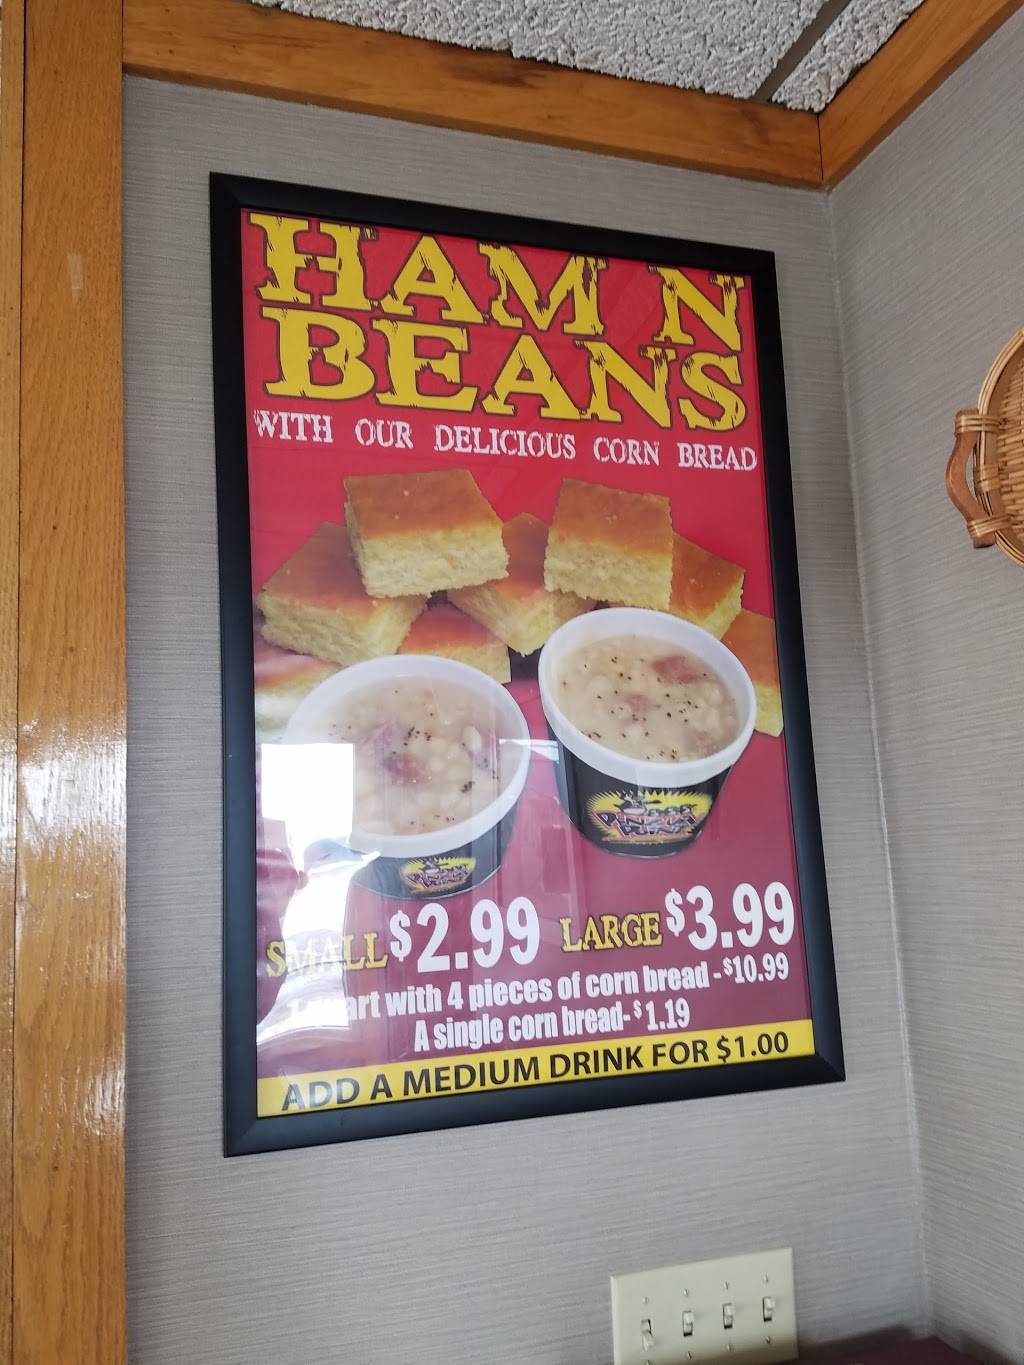 HAM N
BEANS
WITH OUR DELICIOUS CORN BREAD
SMALL $2.99 LARGE $3.99
with 4 pieces of corn bread - $10.99
A single corn bread- $1.19
ADD A MEDIUM DRINK FOR $1.00